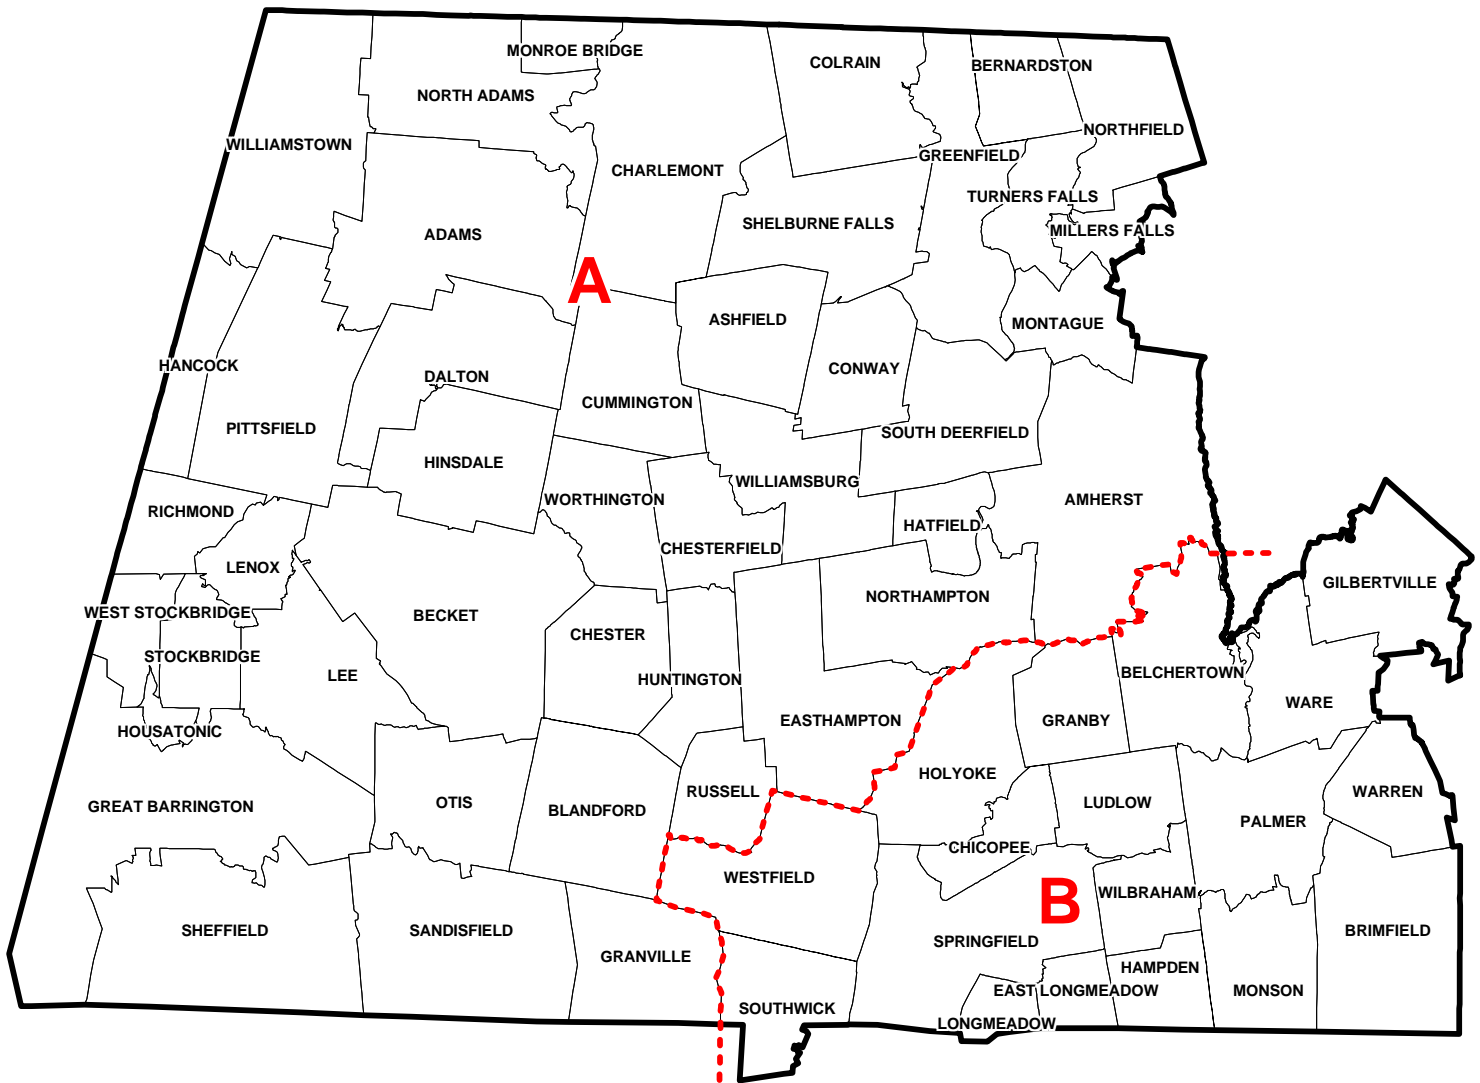 MONROE BRIDGE
COLRAIN
BERNARDSTON
NORTH ADAMS
NORTHFIELD
WILLIAMSTOWN
GREENFIELD
CHARLEMONT
TURNERS FALLS
SHELBURNE FALLS
MILLERS FALLS
ADAMS
A
ASHFIELD
MONTAGUE
HANCOCK
CONWAY
DALTON
CUMMINGTON
PITTSFIELD
SOUTH DEERFIELD
HINSDALE
WILLIAMSBURG
WORTHINGTON
AMHERST
RICHMOND
HATFIELD
CHESTERFIELD
LENOX
GILBERTVILLE
NORTHAMPTON
WEST STOCKBRIDGE
BECKET
CHESTER
STOCKBRIDGE
LEE
BELCHERTOWN
HUNTINGTON
WARE
EASTHAMPTON
GRANBY
HOUSATONIC
HOLYOKE
RUSSELL
WARREN
OTIS
LUDLOW
GREAT BARRINGTON
BLANDFORD
PALMER
CHICOPEE
WESTFIELD
WILBRAHAM
B
SHEFFIELD
SANDISFIELD
BRIMFIELD
SPRINGFIELD
GRANVILLE
HAMPDEN
EAST LONGMEADOW
MONSON
SOUTHWICK
LONGMEADOW